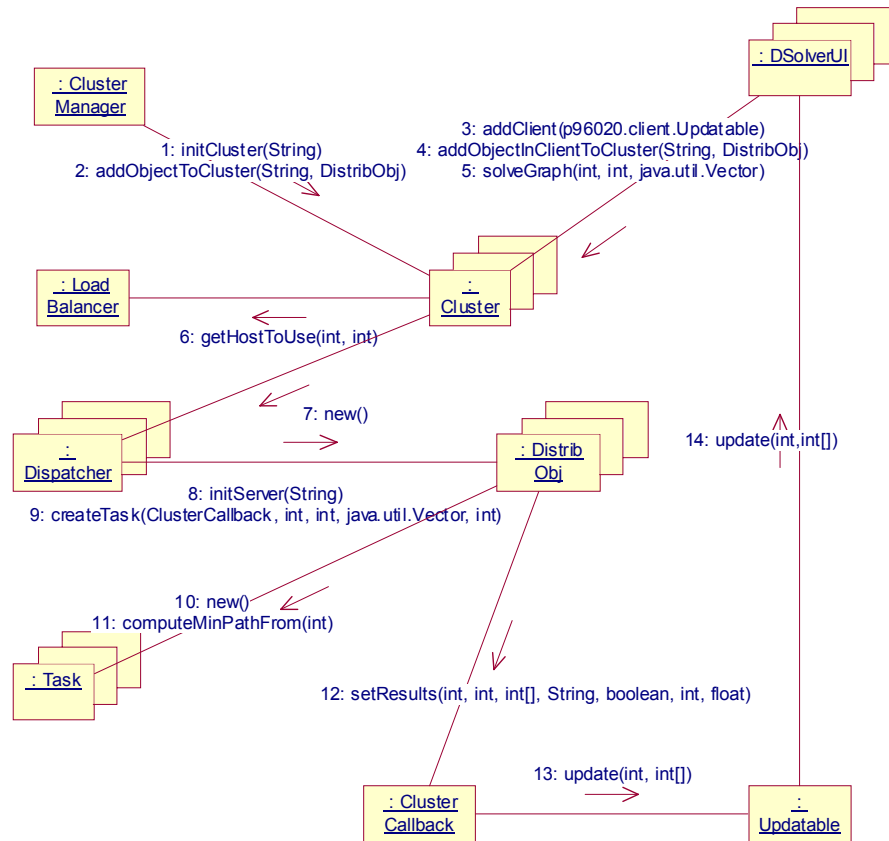 : DSolverUI
: Cluster
Manager
3: addClient(p96020.client.Updatable)
4: addObjectInClientToCluster(String, DistribObj)
5: solveGraph(int, int, java.util.Vector)
1: initCluster(String)
2: addObjectToCluster(String, DistribObj)
: Load
Balancer
:
Cluster
6: getHostToUse(int, int)
7: new()
:
Dispatcher
: Distrib
Obj
14: update(int,int[])
8: initServer(String)
9: createTask(ClusterCallback, int, int, java.util.Vector, int)
10: new()
11: computeMinPathFrom(int)
: Task
12: setResults(int, int, int[], String, boolean, int, float)
13: update(int, int[])
: Cluster
Callback
:
Updatable